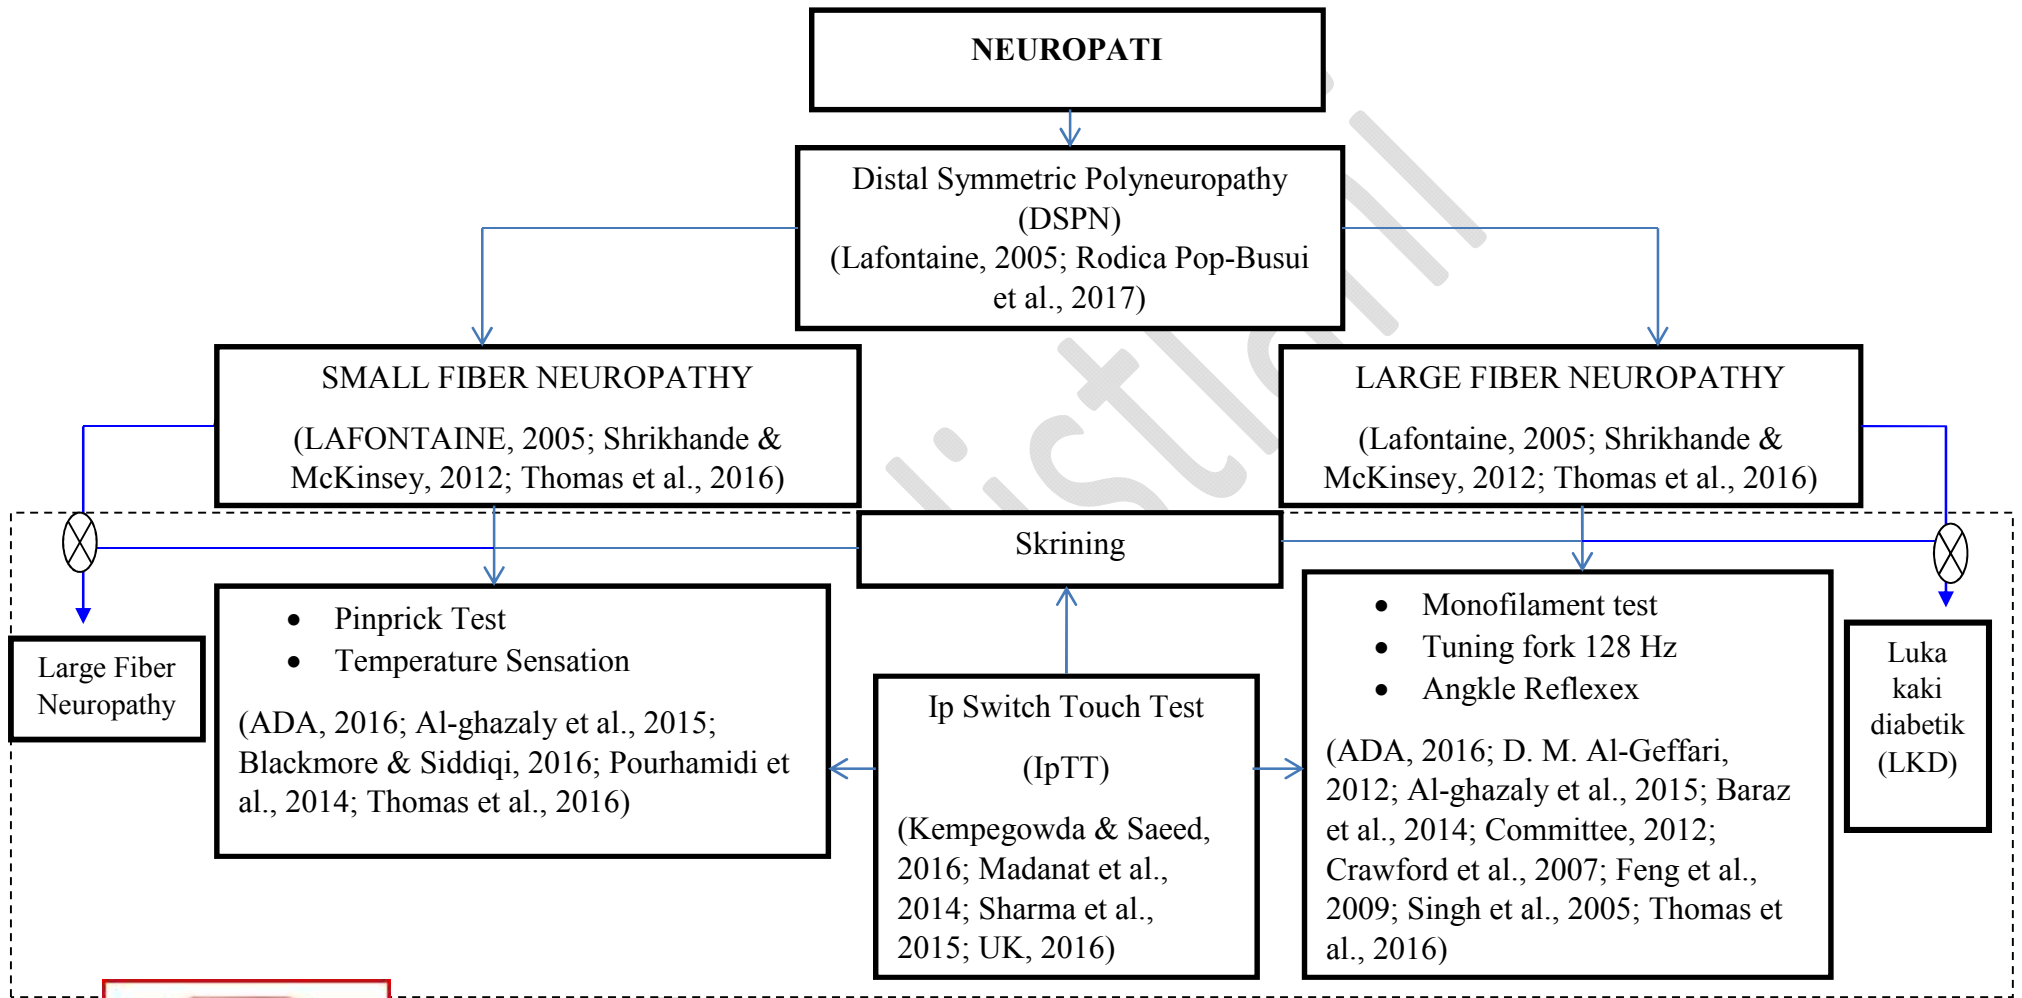 NEUROPATI
Distal Symmetric Polyneuropathy
(DSPN)
(Lafontaine, 2005; Rodica Pop-Busui
et al., 2017)
SMALL FIBER NEUROPATHY
(LAFONTAINE, 2005; Shrikhande &
McKinsey, 2012; Thomas et al., 2016)
LARGE FIBER NEUROPATHY
(Lafontaine, 2005; Shrikhande &
McKinsey, 2012; Thomas et al., 2016)
Skrining
Large Fiber
Neuropathy
• Pinprick Test
• Temperature Sensation
(ADA, 2016; Al-ghazaly et al., 2015;
Blackmore & Siddiqi, 2016; Pourhamidi et
al., 2014; Thomas et al., 2016)
Ip Switch Touch Test
(IpTT)
(Kempegowda & Saeed,
2016; Madanat et al.,
2014; Sharma et al.,
2015; UK, 2016)
• Monofilament test
• Tuning fork 128 Hz
• Angkle Reflexex
(ADA, 2016; D. M. Al-Geffari,
2012; Al-ghazaly et al., 2015; Baraz
et al., 2014; Committee, 2012;
Crawford et al., 2007; Feng et al.,
2009; Singh et al., 2005; Thomas et
al., 2016)
Luka
kaki
diabetik
(LKD)